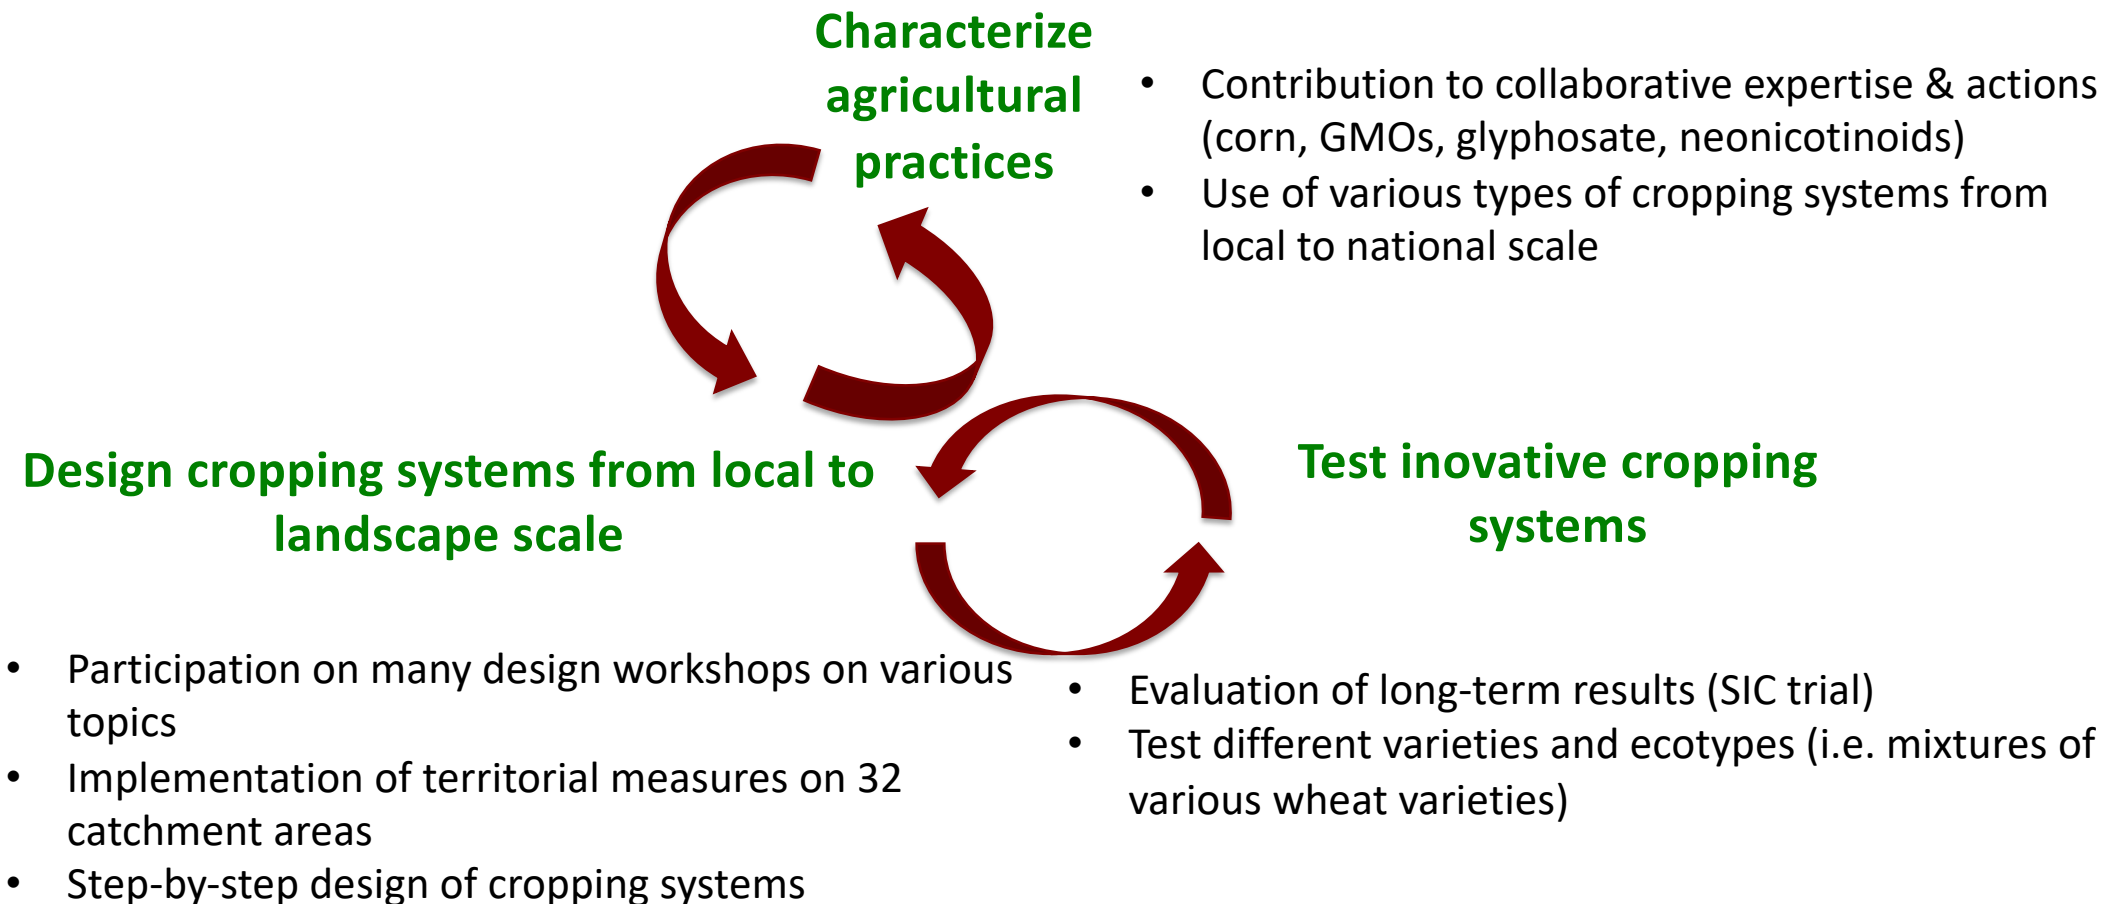 Characterize
agricultural
practices
• Contribution to collaborative expertise & actions
(corn, GMOs, glyphosate, neonicotinoids)
• Use of various types of cropping systems from
local to national scale
Design cropping systems from local to
landscape scale
Test inovative cropping
systems
• Participation on many design workshops on various
topics
• Implementation of territorial measures on 32
catchment areas
• Step-by-step design of cropping systems
• Evaluation of long-term results (SIC trial)
• Test different varieties and ecotypes (i.e. mixtures of
various wheat varieties)